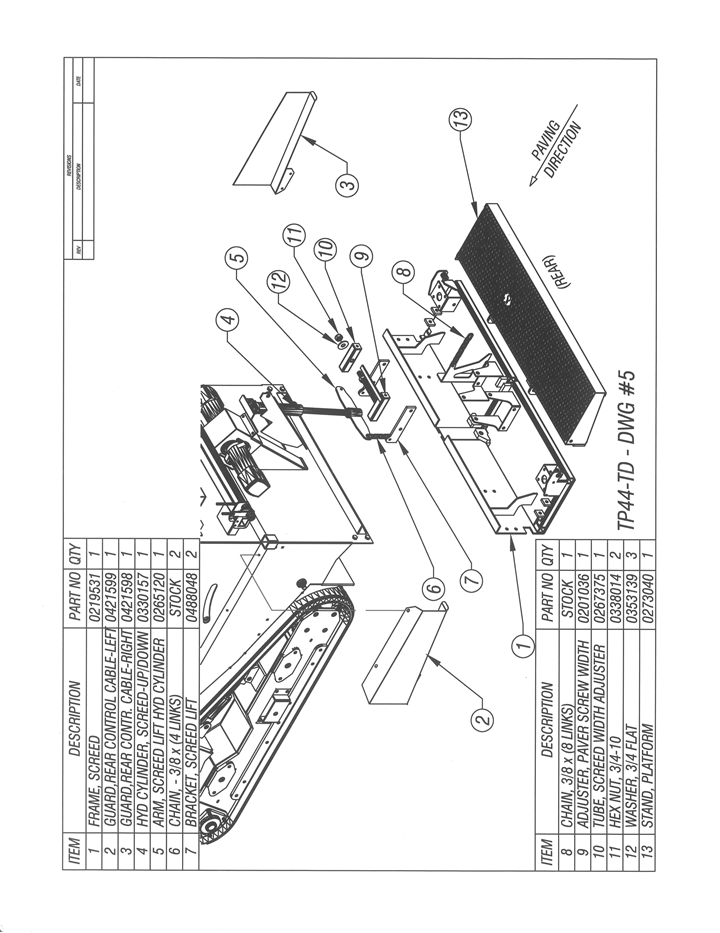 REVISIONS
REV DESCRIPTION DATE
ITEM DESCRIPTION PART NO QTY
1 FRAME, SCREED 0219531 1
2 GUARD,REAR CONTROL CABLE-LEFT 0421599 1
3 GUARD,REAR CONTR. CABLE-RIGHT 0421598 1
4 HYD CYLINDER, SCREED-UP/DOWN 0330157 1
5 ARM, SCREED LIFT HYD CYLINDER 0265120 1
6 CHAIN, - 3/8 x (4 LINKS) STOCK 2
7 BRACKET, SCREED LIFT 0488048 2
4
5
12
11
10
9
8
3
13
PAVING
DIRECTION
(REAR)
6
7
1
2
TP44-TD - DWG #5
ITEM DESCRIPTION PART NO QTY
8 CHAIN, 3/8 x (8 LINKS) STOCK 1
9 ADJUSTER, PAVER SCREW WIDTH 0201036 1
10 TUBE, SCREED WIDTH ADJUSTER 0267375 1
11 HEX NUT, 3/4-10 0338014 2
12 WASHER, 3/4 FLAT 0353139 3
13 STAND, PLATFORM 0273040 1